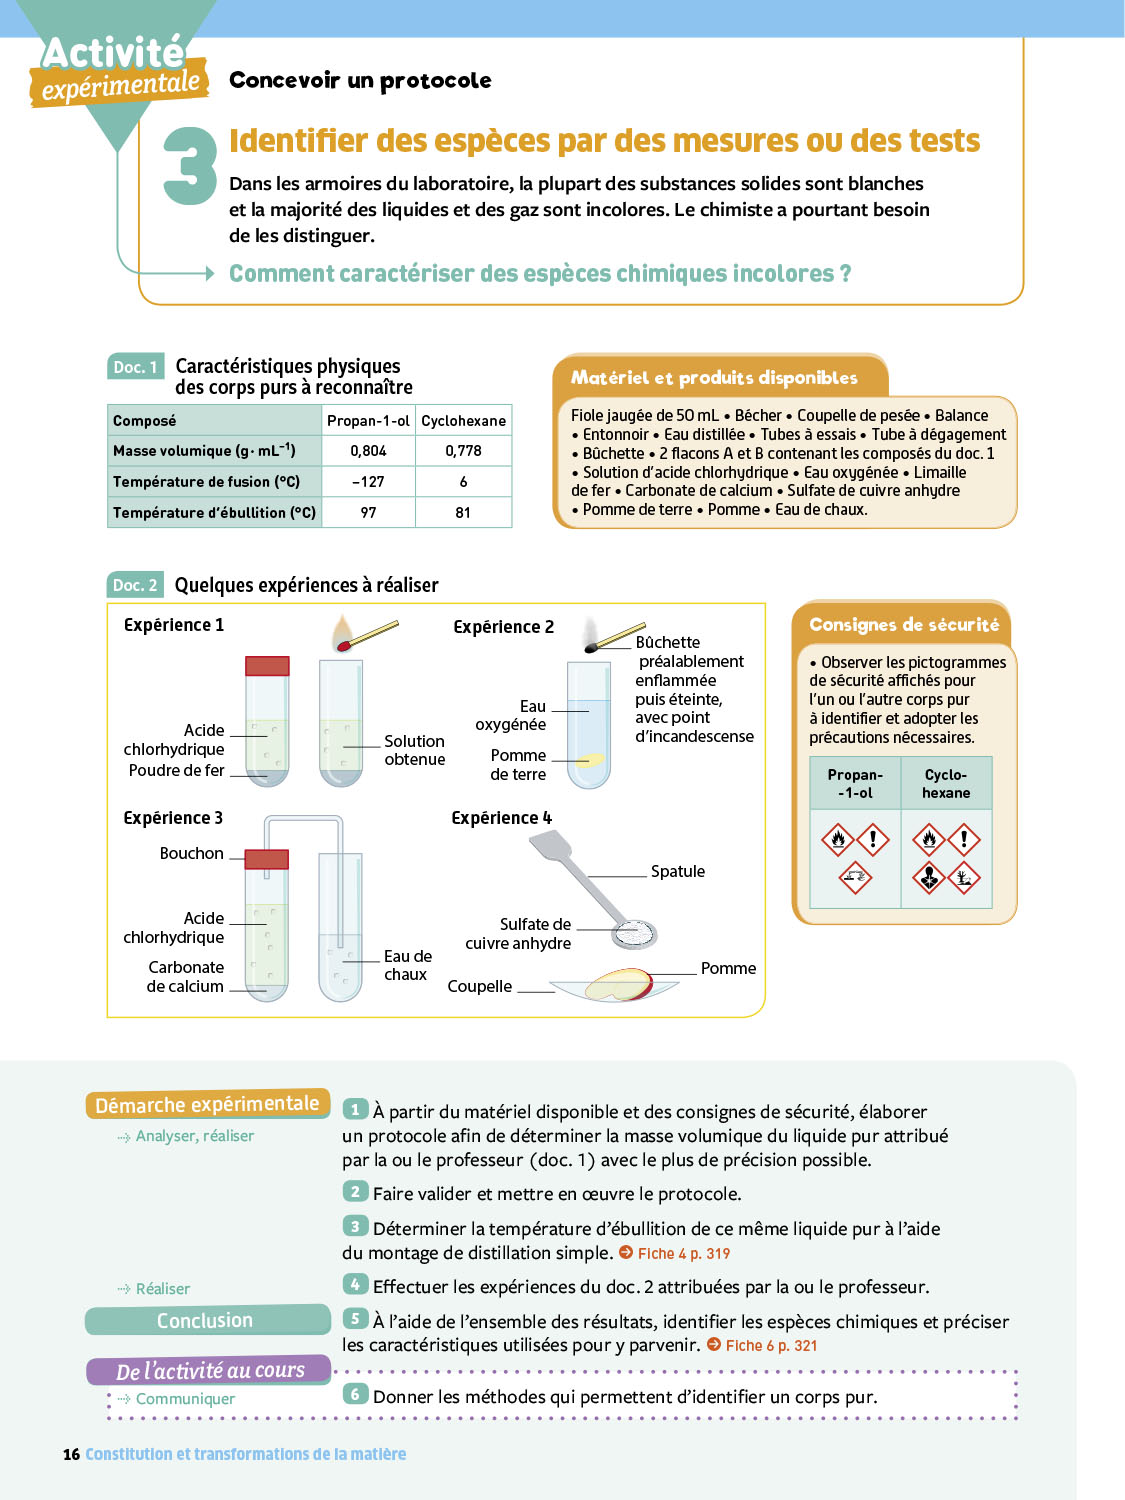 Activité
expérimentale
Concevoir un protocole
3
Identifier des espèces par des mesures ou des tests
Dans les armoires du laboratoire, la plupart des substances solides sont blanches
et la majorité des liquides et des gaz sont incolores. Le chimiste a pourtant besoin
de les distinguer.
Comment caractériser des espèces chimiques incolores ?
Doc. 1 Caractéristiques physiques
des corps purs à reconnaître
Composé Propan-1-ol Cyclohexane
Masse volumique (g · mL⁻¹) 0,804 0,778
Température de fusion (°C) –127 6
Température d'ébullition (°C) 97 81
Matériel et produits disponibles
Fiole jaugée de 50 mL • Bécher • Coupelle de pesée • Balance
• Entonnoir • Eau distillée • Tubes à essais • Tube à dégagement
• Bûchette • 2 flacons A et B contenant les composés du doc. 1
• Solution d'acide chlorhydrique • Eau oxygénée • Limaille
de fer • Carbonate de calcium • Sulfate de cuivre anhydre
• Pomme de terre • Pomme • Eau de chaux.
Doc. 2 Quelques expériences à réaliser
Expérience 1
Acide
chlorhydrique
Poudre de fer
Solution
obtenue
Expérience 2
Bûchette
préalablement
enflammée
puis éteinte,
avec point
d'incandescense
Eau
oxygénée
Pomme
de terre
Expérience 3
Bouchon
Acide
chlorhydrique
Carbonate
de calcium
Eau de
chaux
Expérience 4
Spatule
Sulfate de
cuivre anhydre
Pomme
Coupelle
Consignes de sécurité
• Observer les pictogrammes
de sécurité affichés pour
l'un ou l'autre corps pur
à identifier et adopter les
précautions nécessaires.
Propan-
-1-ol
Cyclo-
hexane
Démarche expérimentale
Analyser, réaliser
1 À partir du matériel disponible et des consignes de sécurité, élaborer
un protocole afin de déterminer la masse volumique du liquide pur attribué
par la ou le professeur (doc. 1) avec le plus de précision possible.
2 Faire valider et mettre en œuvre le protocole.
3 Déterminer la température d'ébullition de ce même liquide pur à l'aide
du montage de distillation simple. Fiche 4 p. 319
Réaliser
4 Effectuer les expériences du doc. 2 attribuées par la ou le professeur.
Conclusion
5 À l'aide de l'ensemble des résultats, identifier les espèces chimiques et préciser
les caractéristiques utilisées pour y parvenir. Fiche 6 p. 321
De l'activité au cours
Communiquer
6 Donner les méthodes qui permettent d'identifier un corps pur.
16 Constitution et transformations de la matière